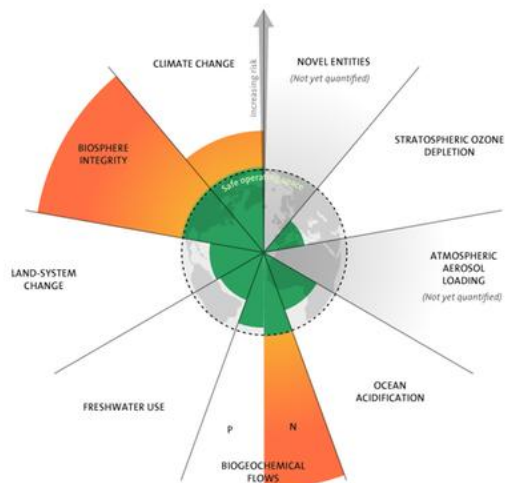 CLIMATE CHANGE
Increasing risk
NOVEL ENTITIES
(Not yet quantified)
STRATOSPHERIC OZONE
DEPLETION
BIOSPHERE
INTEGRITY
Safe operating space
ATMOSPHERIC
AEROSOL
LOADING
(Not yet quantified)
LAND-SYSTEM
CHANGE
OCEAN
ACIDIFICATION
FRESHWATER USE
P
N
BIOGEOCHEMICAL
FLOWS